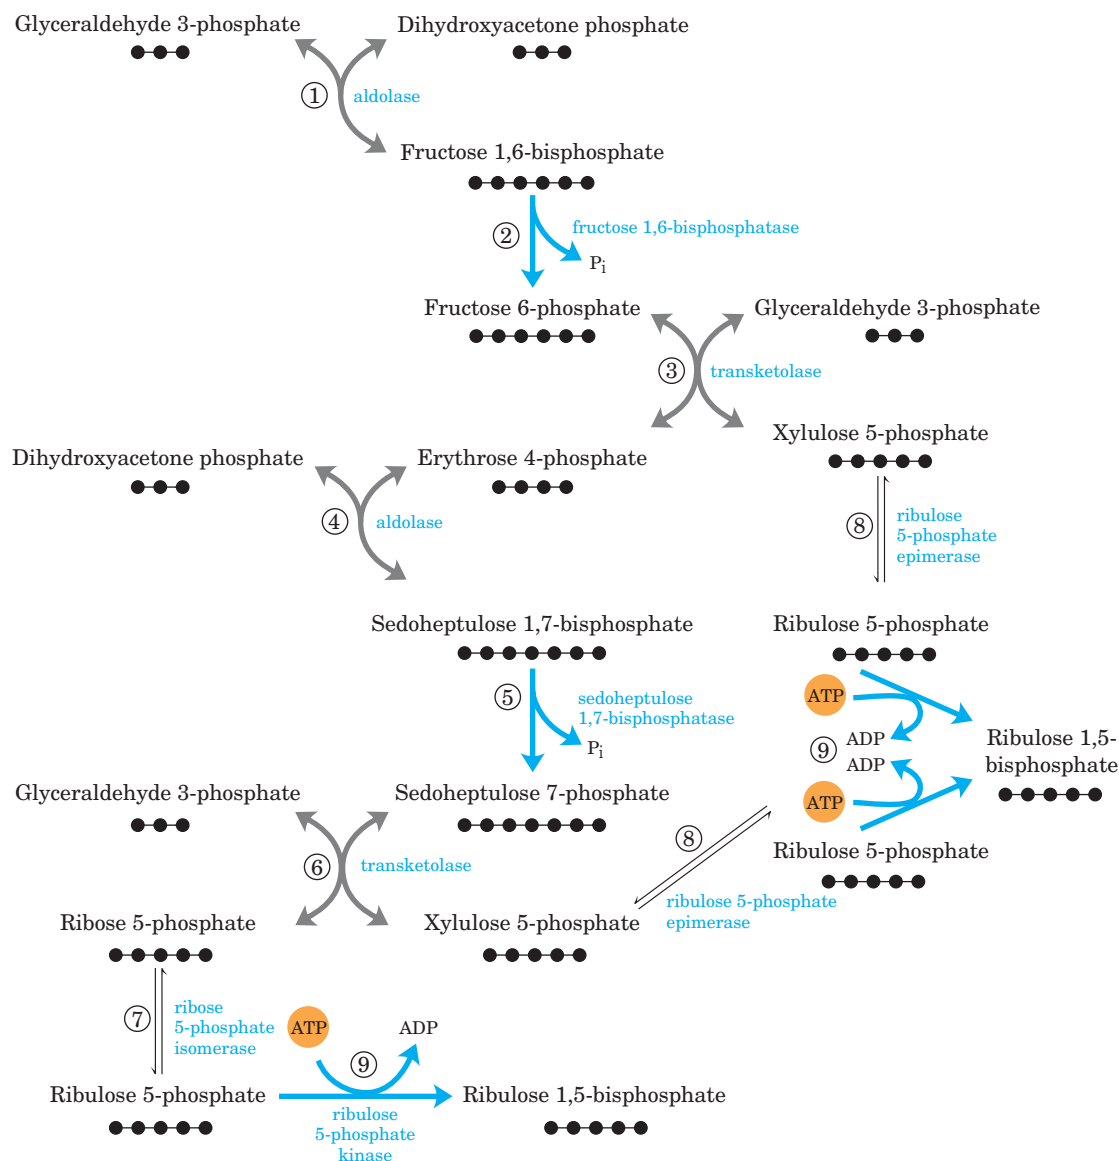 Glyceraldehyde 3-phosphate
Dihydroxyacetone phosphate
1
aldolase
Fructose 1,6-bisphosphate
2
fructose 1,6-bisphosphatase
Pi
Fructose 6-phosphate
Glyceraldehyde 3-phosphate
3
transketolase
Xylulose 5-phosphate
Dihydroxyacetone phosphate
Erythrose 4-phosphate
4
aldolase
8
ribulose
5-phosphate
epimerase
Sedoheptulose 1,7-bisphosphate
Ribulose 5-phosphate
5
sedoheptulose
1,7-bisphosphatase
Pi
ATP
ADP
9
ADP
ATP
Ribulose 1,5-
bisphosphate
Glyceraldehyde 3-phosphate
Sedoheptulose 7-phosphate
6
transketolase
8
Ribulose 5-phosphate
ribulose 5-phosphate
epimerase
Ribose 5-phosphate
Xylulose 5-phosphate
7
ribose
5-phosphate
isomerase
ATP
ADP
9
Ribulose 5-phosphate
Ribulose 1,5-bisphosphate
ribulose
5-phosphate
kinase